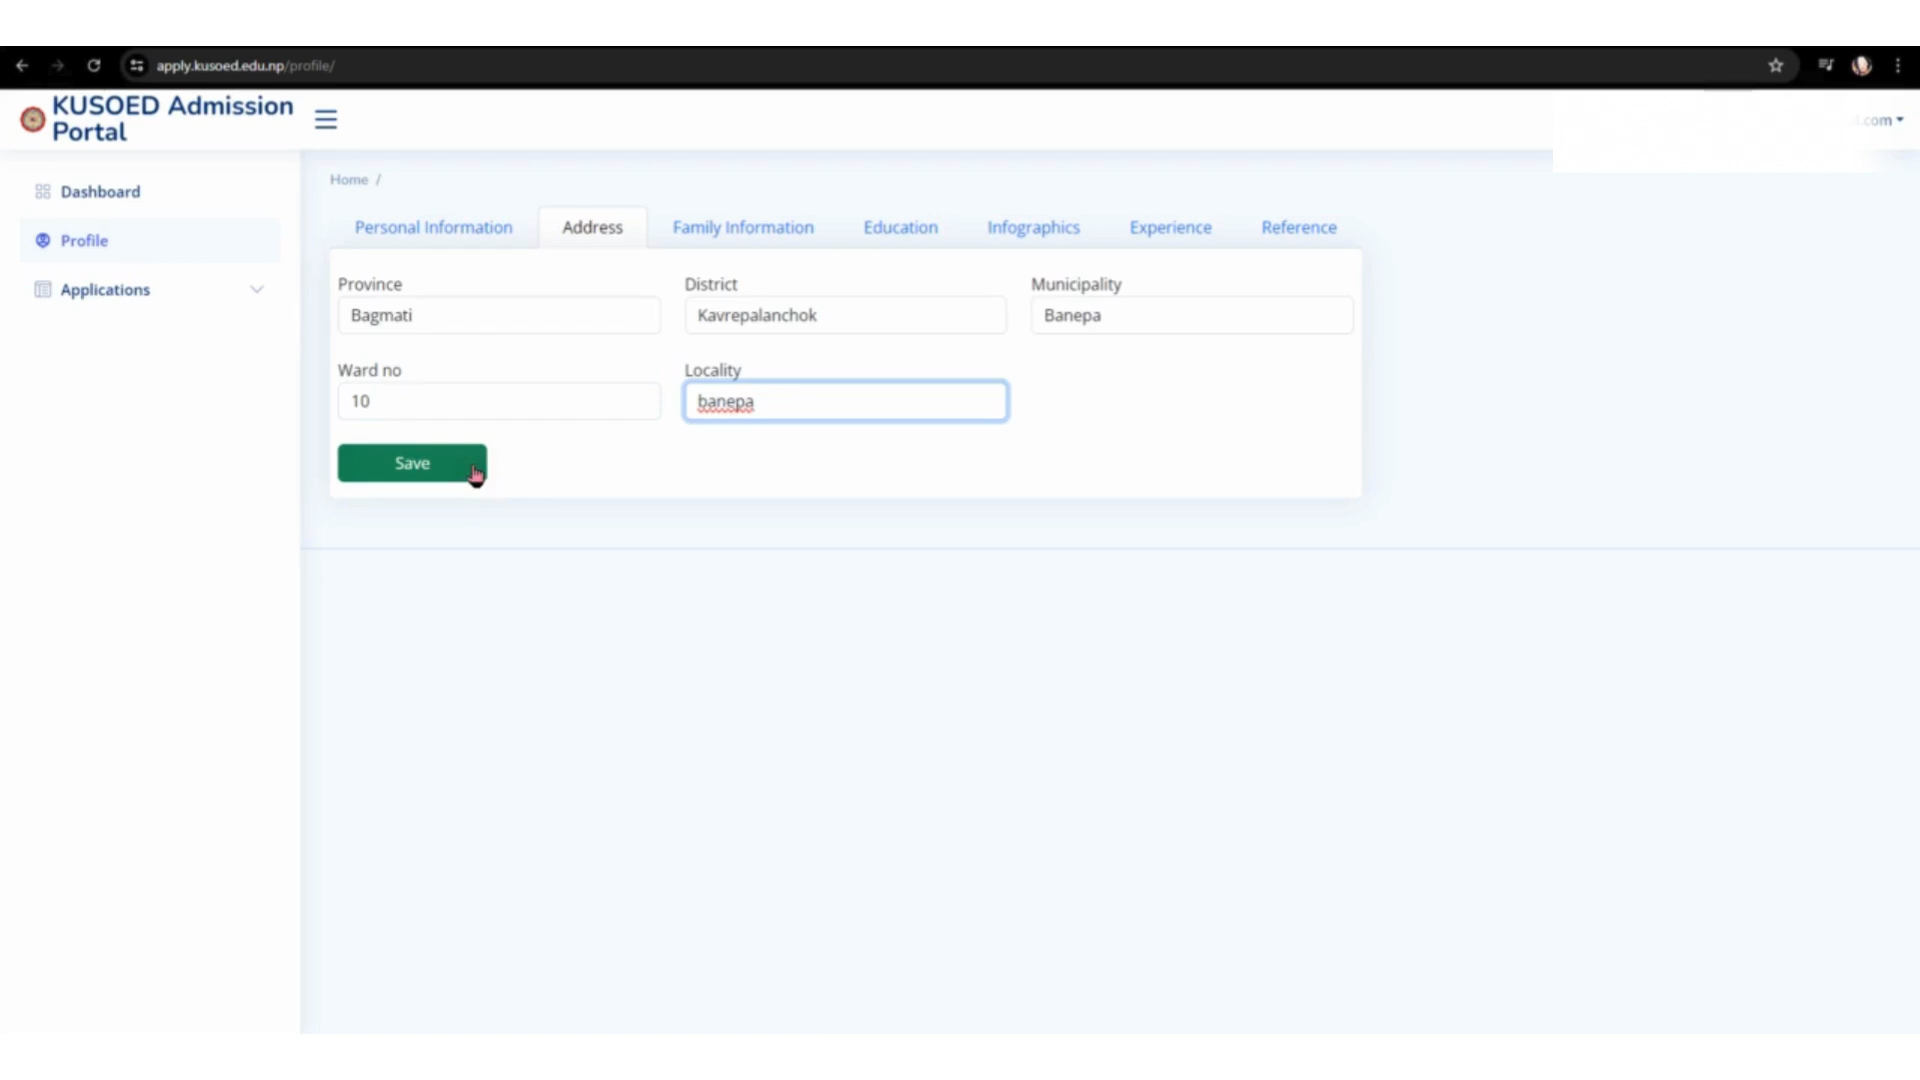 apply.kusoed.edu.np/profile/
KUSOED Admission
Portal
.com
Dashboard
Profile
Applications
Home /
Personal Information Address Family Information Education Infographics Experience Reference
Province District Municipality
Bagmati Kavrepalanchok Banepa
Ward no Locality
10 banepa
Save